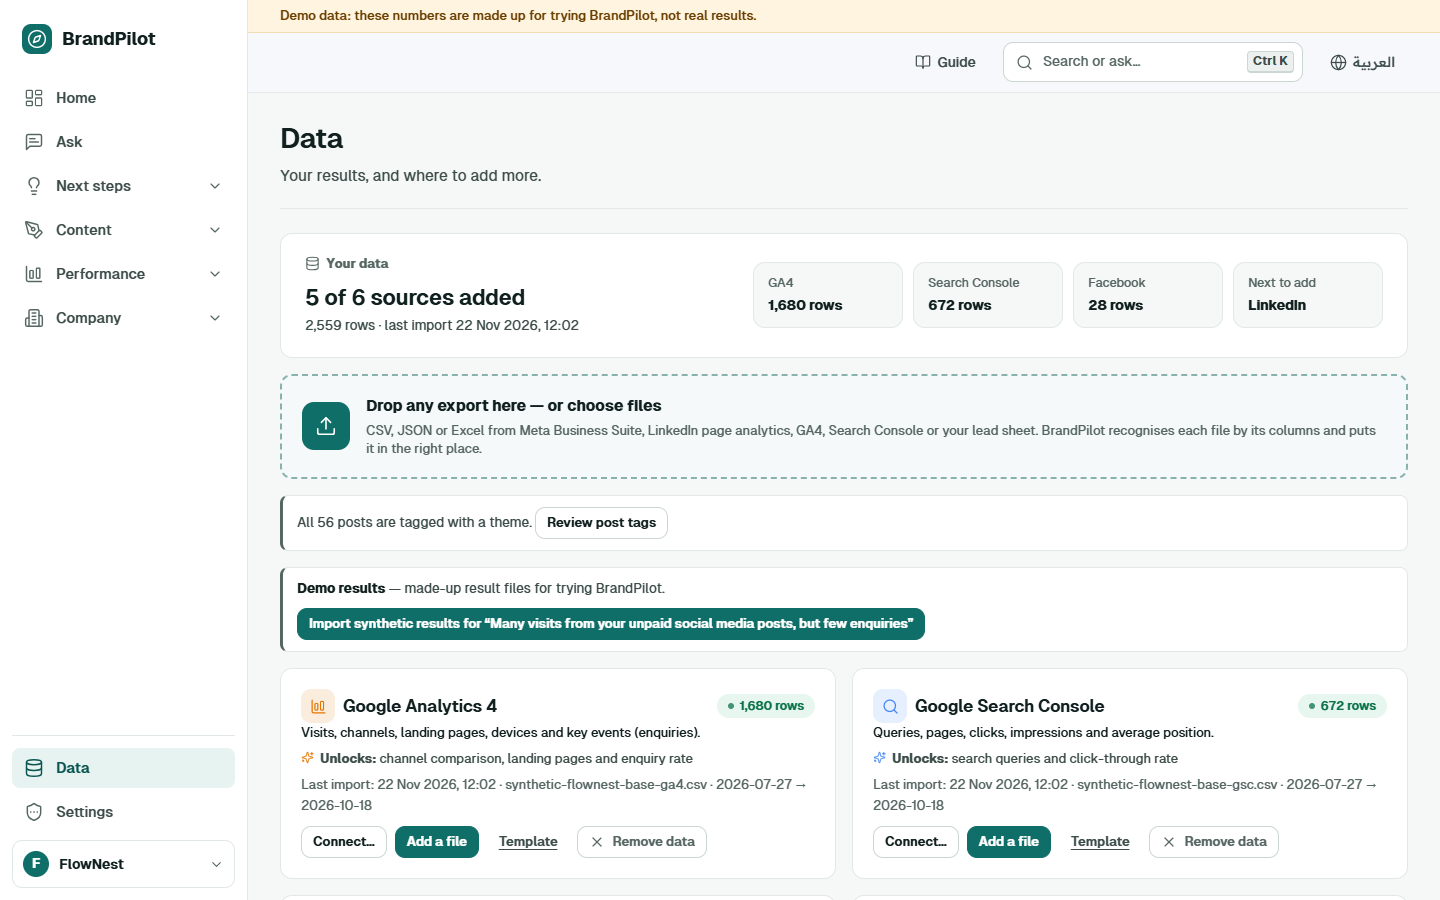 Demo data: these numbers are made up for trying BrandPilot, not real results.
BrandPilot
Guide
Search or ask...
Ctrl K
العربية
Home
Ask
Next steps
Content
Performance
Company
Data
Settings
F
FlowNest
Data
Your results, and where to add more.
Your data
5 of 6 sources added
2,559 rows · last import 22 Nov 2026, 12:02
GA4
1,680 rows
Search Console
672 rows
Facebook
28 rows
Next to add
LinkedIn
Drop any export here — or choose files
CSV, JSON or Excel from Meta Business Suite, LinkedIn page analytics, GA4, Search Console or your lead sheet. BrandPilot recognises each file by its columns and puts
it in the right place.
All 56 posts are tagged with a theme. Review post tags
Demo results — made-up result files for trying BrandPilot.
Import synthetic results for “Many visits from your unpaid social media posts, but few enquiries”
Google Analytics 4
1,680 rows
Visits, channels, landing pages, devices and key events (enquiries).
Unlocks: channel comparison, landing pages and enquiry rate
Last import: 22 Nov 2026, 12:02 · synthetic-flownest-base-ga4.csv · 2026-07-27 →
2026-10-18
Connect... Add a file Template Remove data
Google Search Console
672 rows
Queries, pages, clicks, impressions and average position.
Unlocks: search queries and click-through rate
Last import: 22 Nov 2026, 12:02 · synthetic-flownest-base-gsc.csv · 2026-07-27 →
2026-10-18
Connect... Add a file Template Remove data